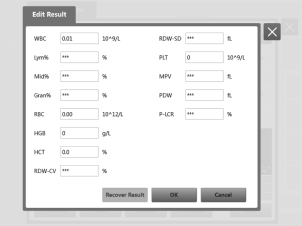 Edit Result
WBC 0.01 10^9/L RDW-SD *** fL
Lym% *** % PLT 0 10^9/L
Mid% *** % MPV *** fL
Gran% *** % PDW *** fL
RBC 0.00 10^12/L P-LCR *** %
HGB 0 g/L
HCT 0.0 %
RDW-CV *** %
Recover Result OK Cancel